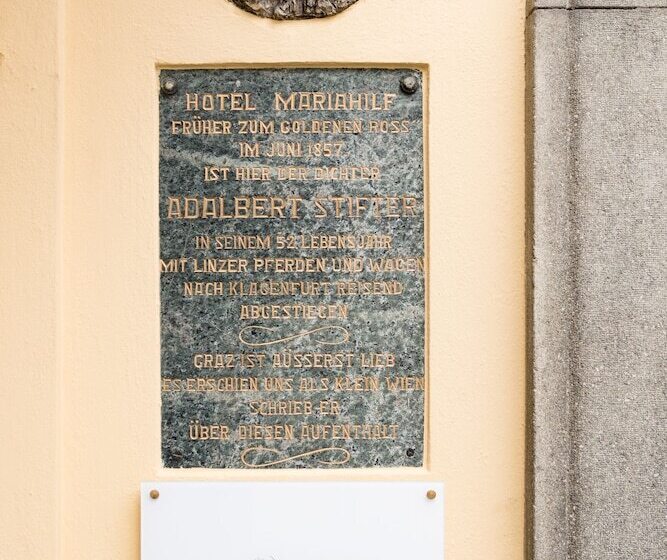 HOTEL MARIAHILF
FRÜHER ZUM GOLDENEN ROSS
IM JUNI 1857
IST HIER DER DICHTER
ADALBERT STIFTER
IN SEINEM 52 LEBENSJAHR
MIT LINZER PFERDEN UND WAGEN
NACH KLAGENFURT REISEND
ABGESTIEGEN
GRAZ IST ÄUSSERST LIEB
ES ERSCHIEN UNS ALS KLEIN WIEN
SCHRIEB ER
ÜBER DIESEN AUFENTHALT